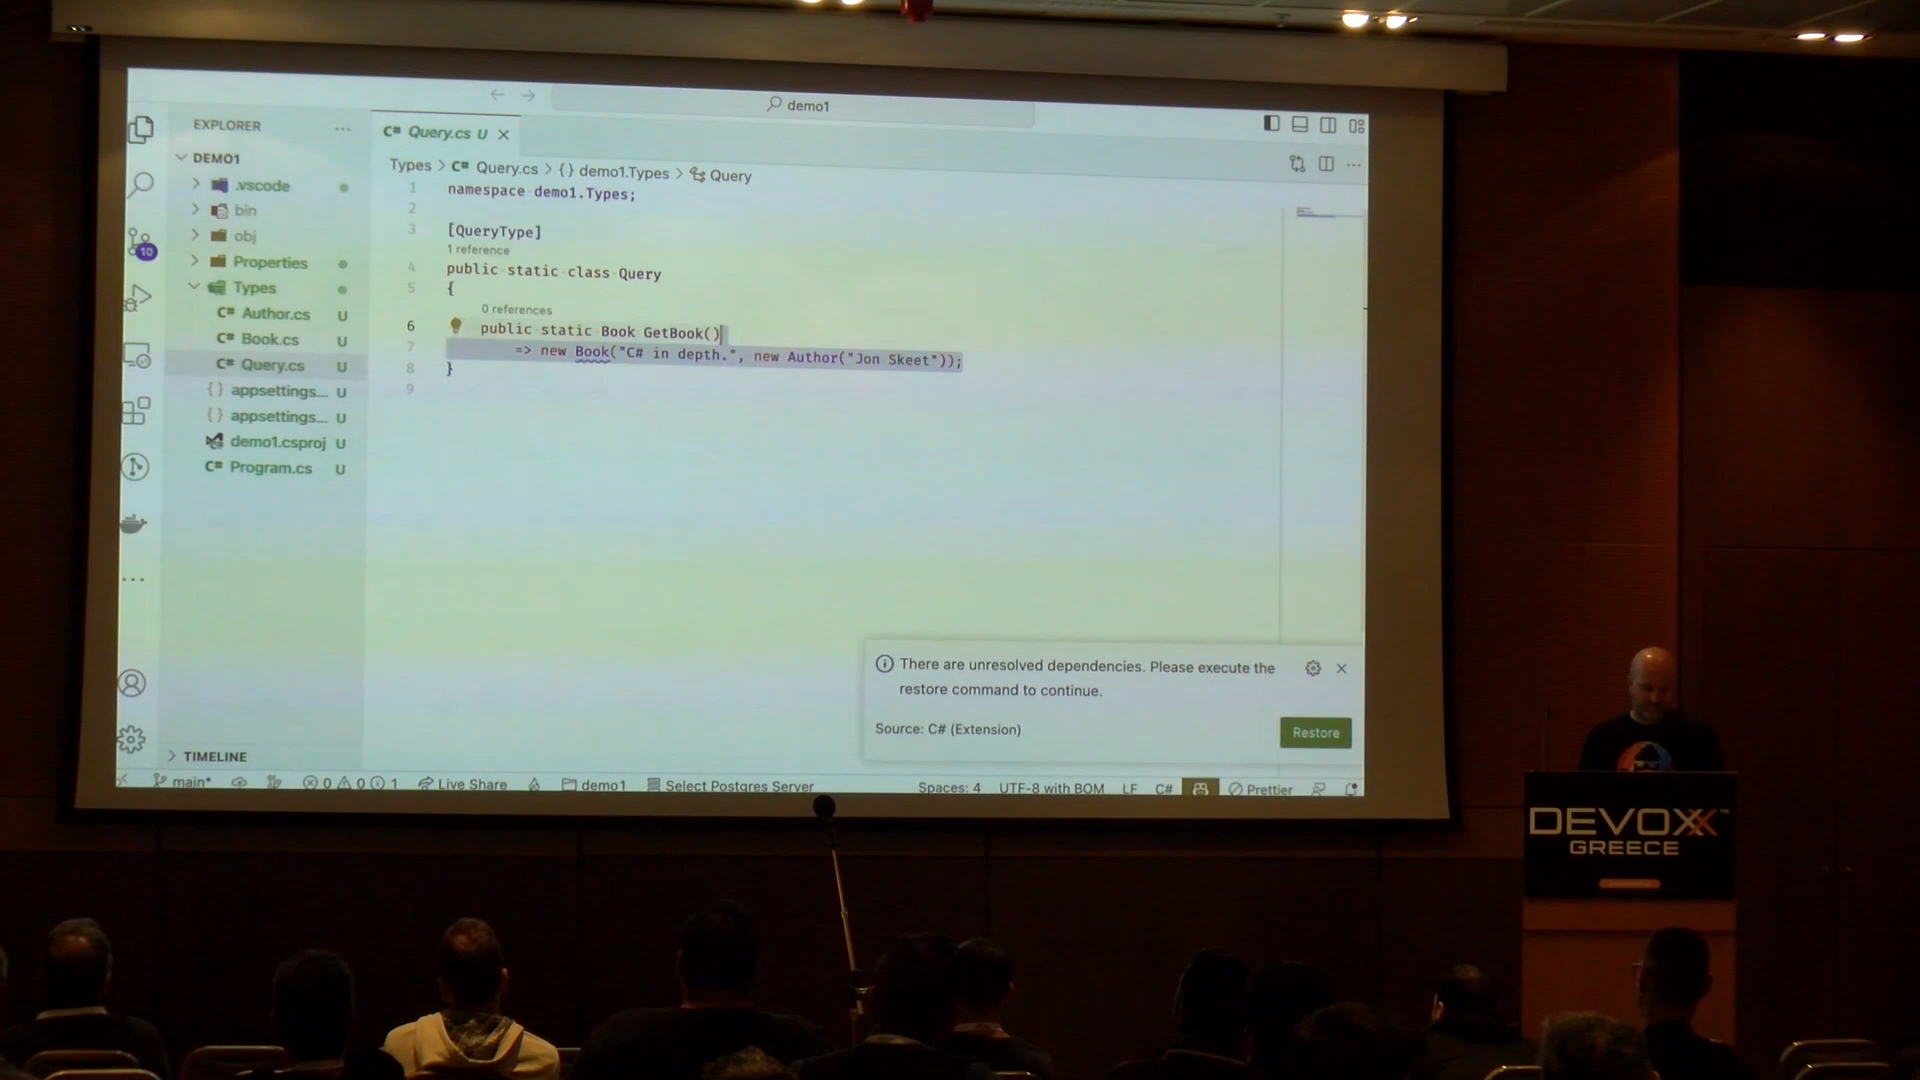 demo1
EXPLORER
C# Query.cs U
DEMO1
Types > C# Query.cs > {} demo1.Types > Query
.vscode
bin
obj
Properties
Types
C# Author.cs U
C# Book.cs U
C# Query.cs U
{} appsettings... U
{} appsettings... U
demo1.csproj U
C# Program.cs U
10
1 namespace demo1.Types;
2
3 [QueryType]
1 reference
4 public static class Query
5 {
0 references
6 public static Book GetBook()
7 => new Book("C# in depth.", new Author("Jon Skeet"));
8 }
9
There are unresolved dependencies. Please execute the
restore command to continue.
Source: C# (Extension)
Restore
TIMELINE
main* 0 0 1 Live Share demo1 Select Postgres Server Spaces: 4 UTF-8 with BOM LF C# Prettier
DEVOXX™
GREECE